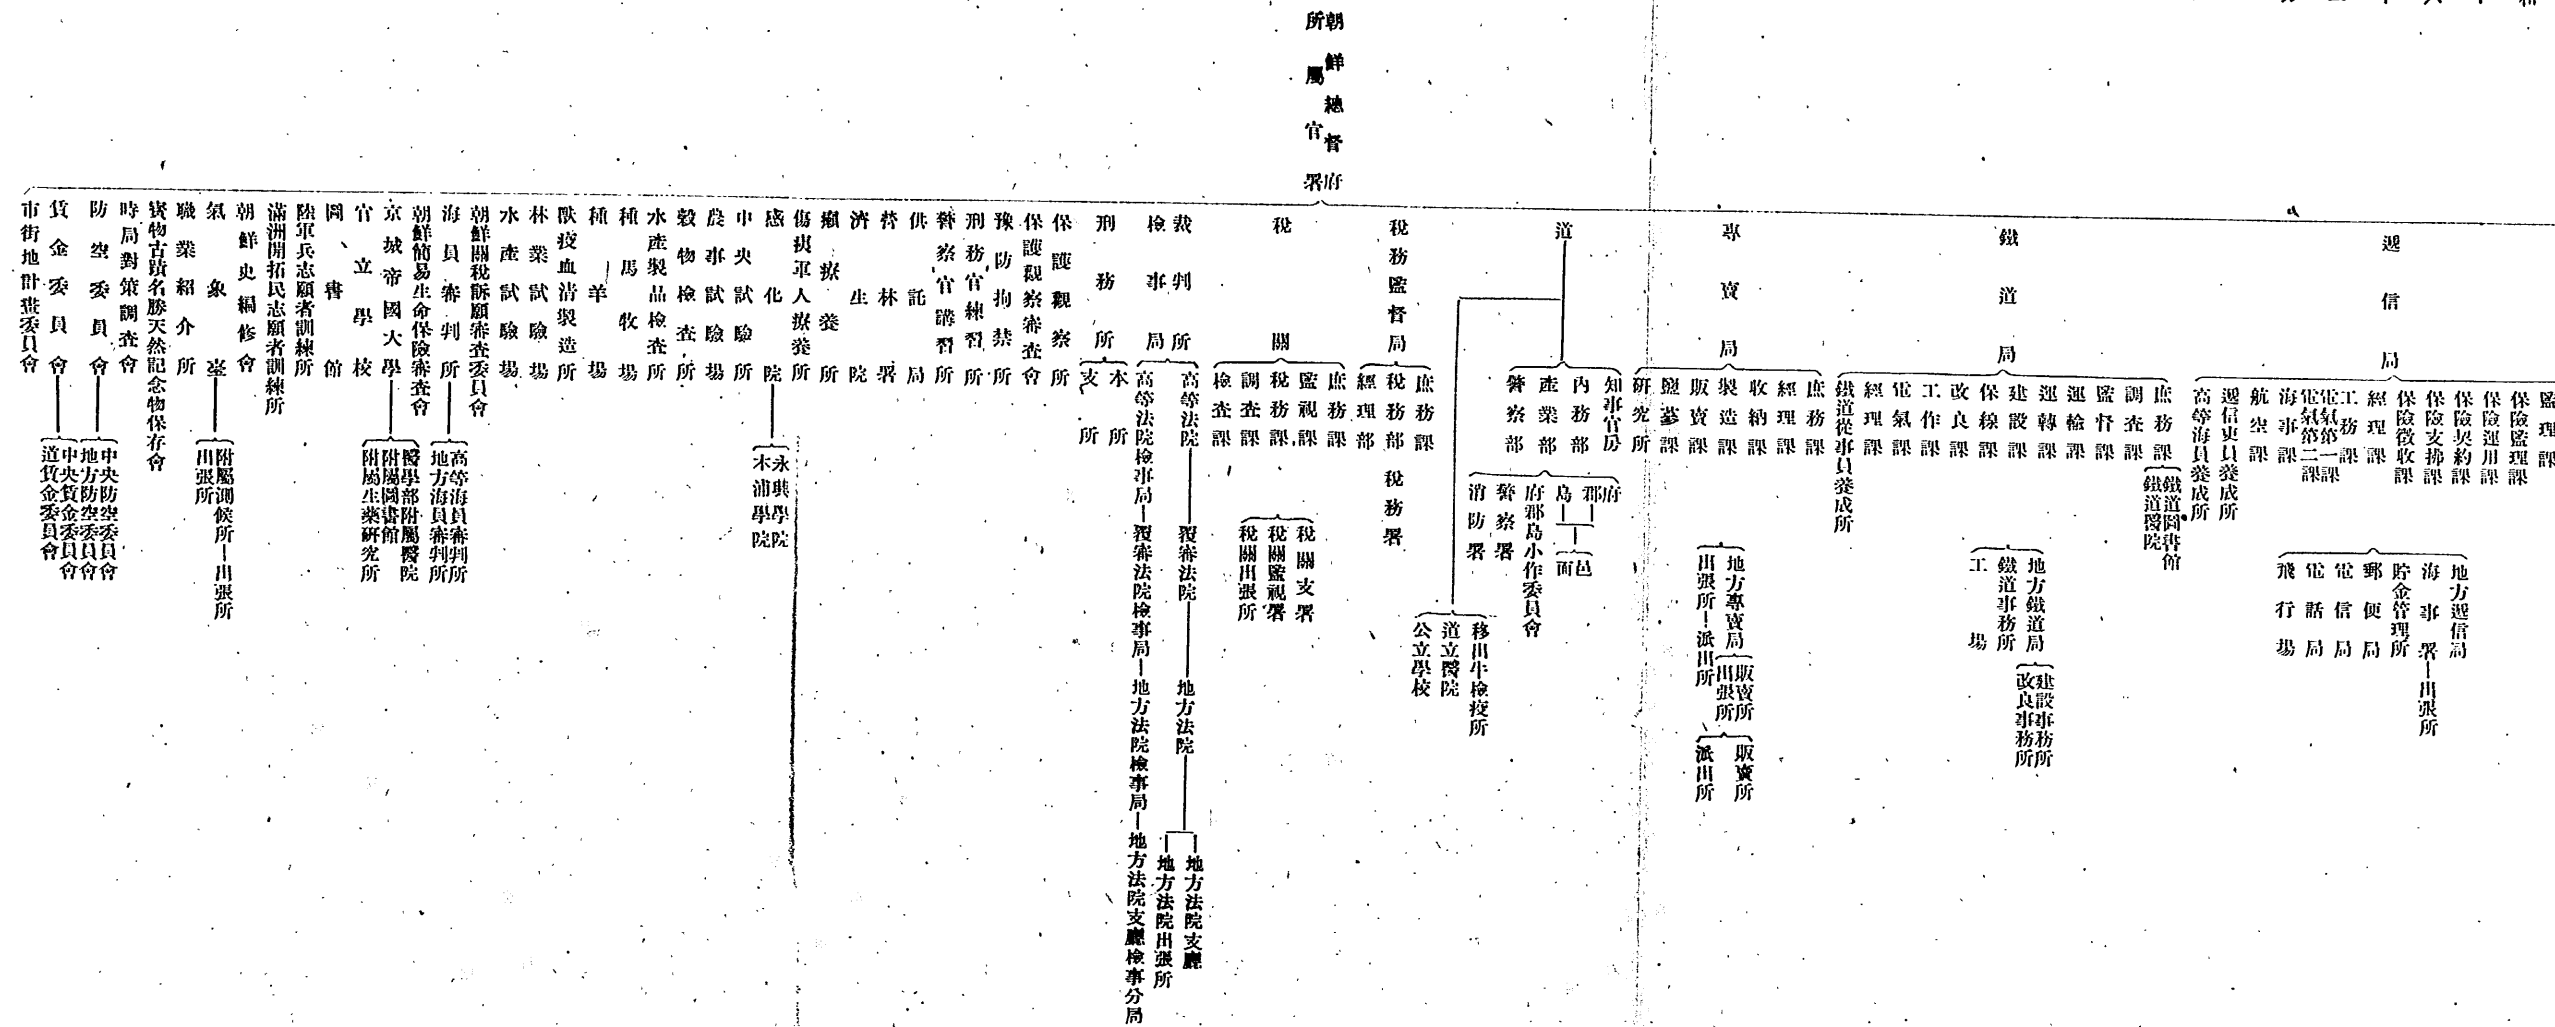 朝鮮總督府
所屬官署
遞信局
監理課
保險監理課
保險運用課
保險契約課
保險支拂課
保險徵收課
經理課
工務課
電氣第一課
電氣第二課
海事課
航空課
遞信吏員養成所
高等海員養成所
地方遞信局
海事署—出張所
貯金管理所
郵便局
電信局
電話局
飛行場
鐵道局
庶務課
鐵道圖書館
鐵道醫院
調查課
監督課
運輸課
運轉課
建設課
保線課
改良課
工作課
電氣課
經理課
鐵道從事員養成所
地方鐵道局
建設事務所
改良事務所
鐵道事務所
工場
專賣局
庶務課
經理課
收納課
製造課
販賣課
鹽蔘課
研究所
地方專賣局
販賣所
出張所
販賣所
派出所
出張所—派出所
道
知事官房
內務部
產業部
警察部
府
郡
島
邑
面
府郡島小作委員會
警察署
消防署
移出牛檢疫所
道立醫院
公立學校
稅務監督局
庶務課
稅務部
經理部
稅務署
稅關
庶務課
監視課
稅務課
調查課
檢查課
稅關支署
稅關監視署
稅關出張所
裁判所
高等法院
覆審法院
地方法院
地方法院支廳
地方法院出張所
檢事局
高等法院檢事局—覆審法院檢事局—地方法院檢事局—地方法院支廳檢事分局
刑務所
本所
支所
保護觀察所
保護觀察審查會
豫防拘禁所
刑務官練習所
警察官講習所
供託局
營林署
濟生院
癩療養所
傷痍軍人療養所
感化院
永興學院
木浦學院
中央試驗所
農事試驗場
穀物檢查所
水產製品檢查所
種馬牧場
種羊場
獸疫血清製造所
林業試驗場
水產試驗場
朝鮮關稅訴願審查委員會
海員審判所
高等海員審判所
地方海員審判所
朝鮮簡易生命保險審查會
京城帝國大學
醫學部附屬醫院
附屬圖書館
附屬生藥研究所
官立學校
圖書館
陸軍兵志願者訓練所
滿洲開拓民志願者訓練所
朝鮮史編修會
氣象臺
附屬測候所—出張所
出張所
職業紹介所
寶物古蹟名勝天然記念物保存會
時局對策調查會
防空委員會
中央防空委員會
地方防空委員會
賃金委員會
中央賃金委員會
道賃金委員會
市街地計畫委員會